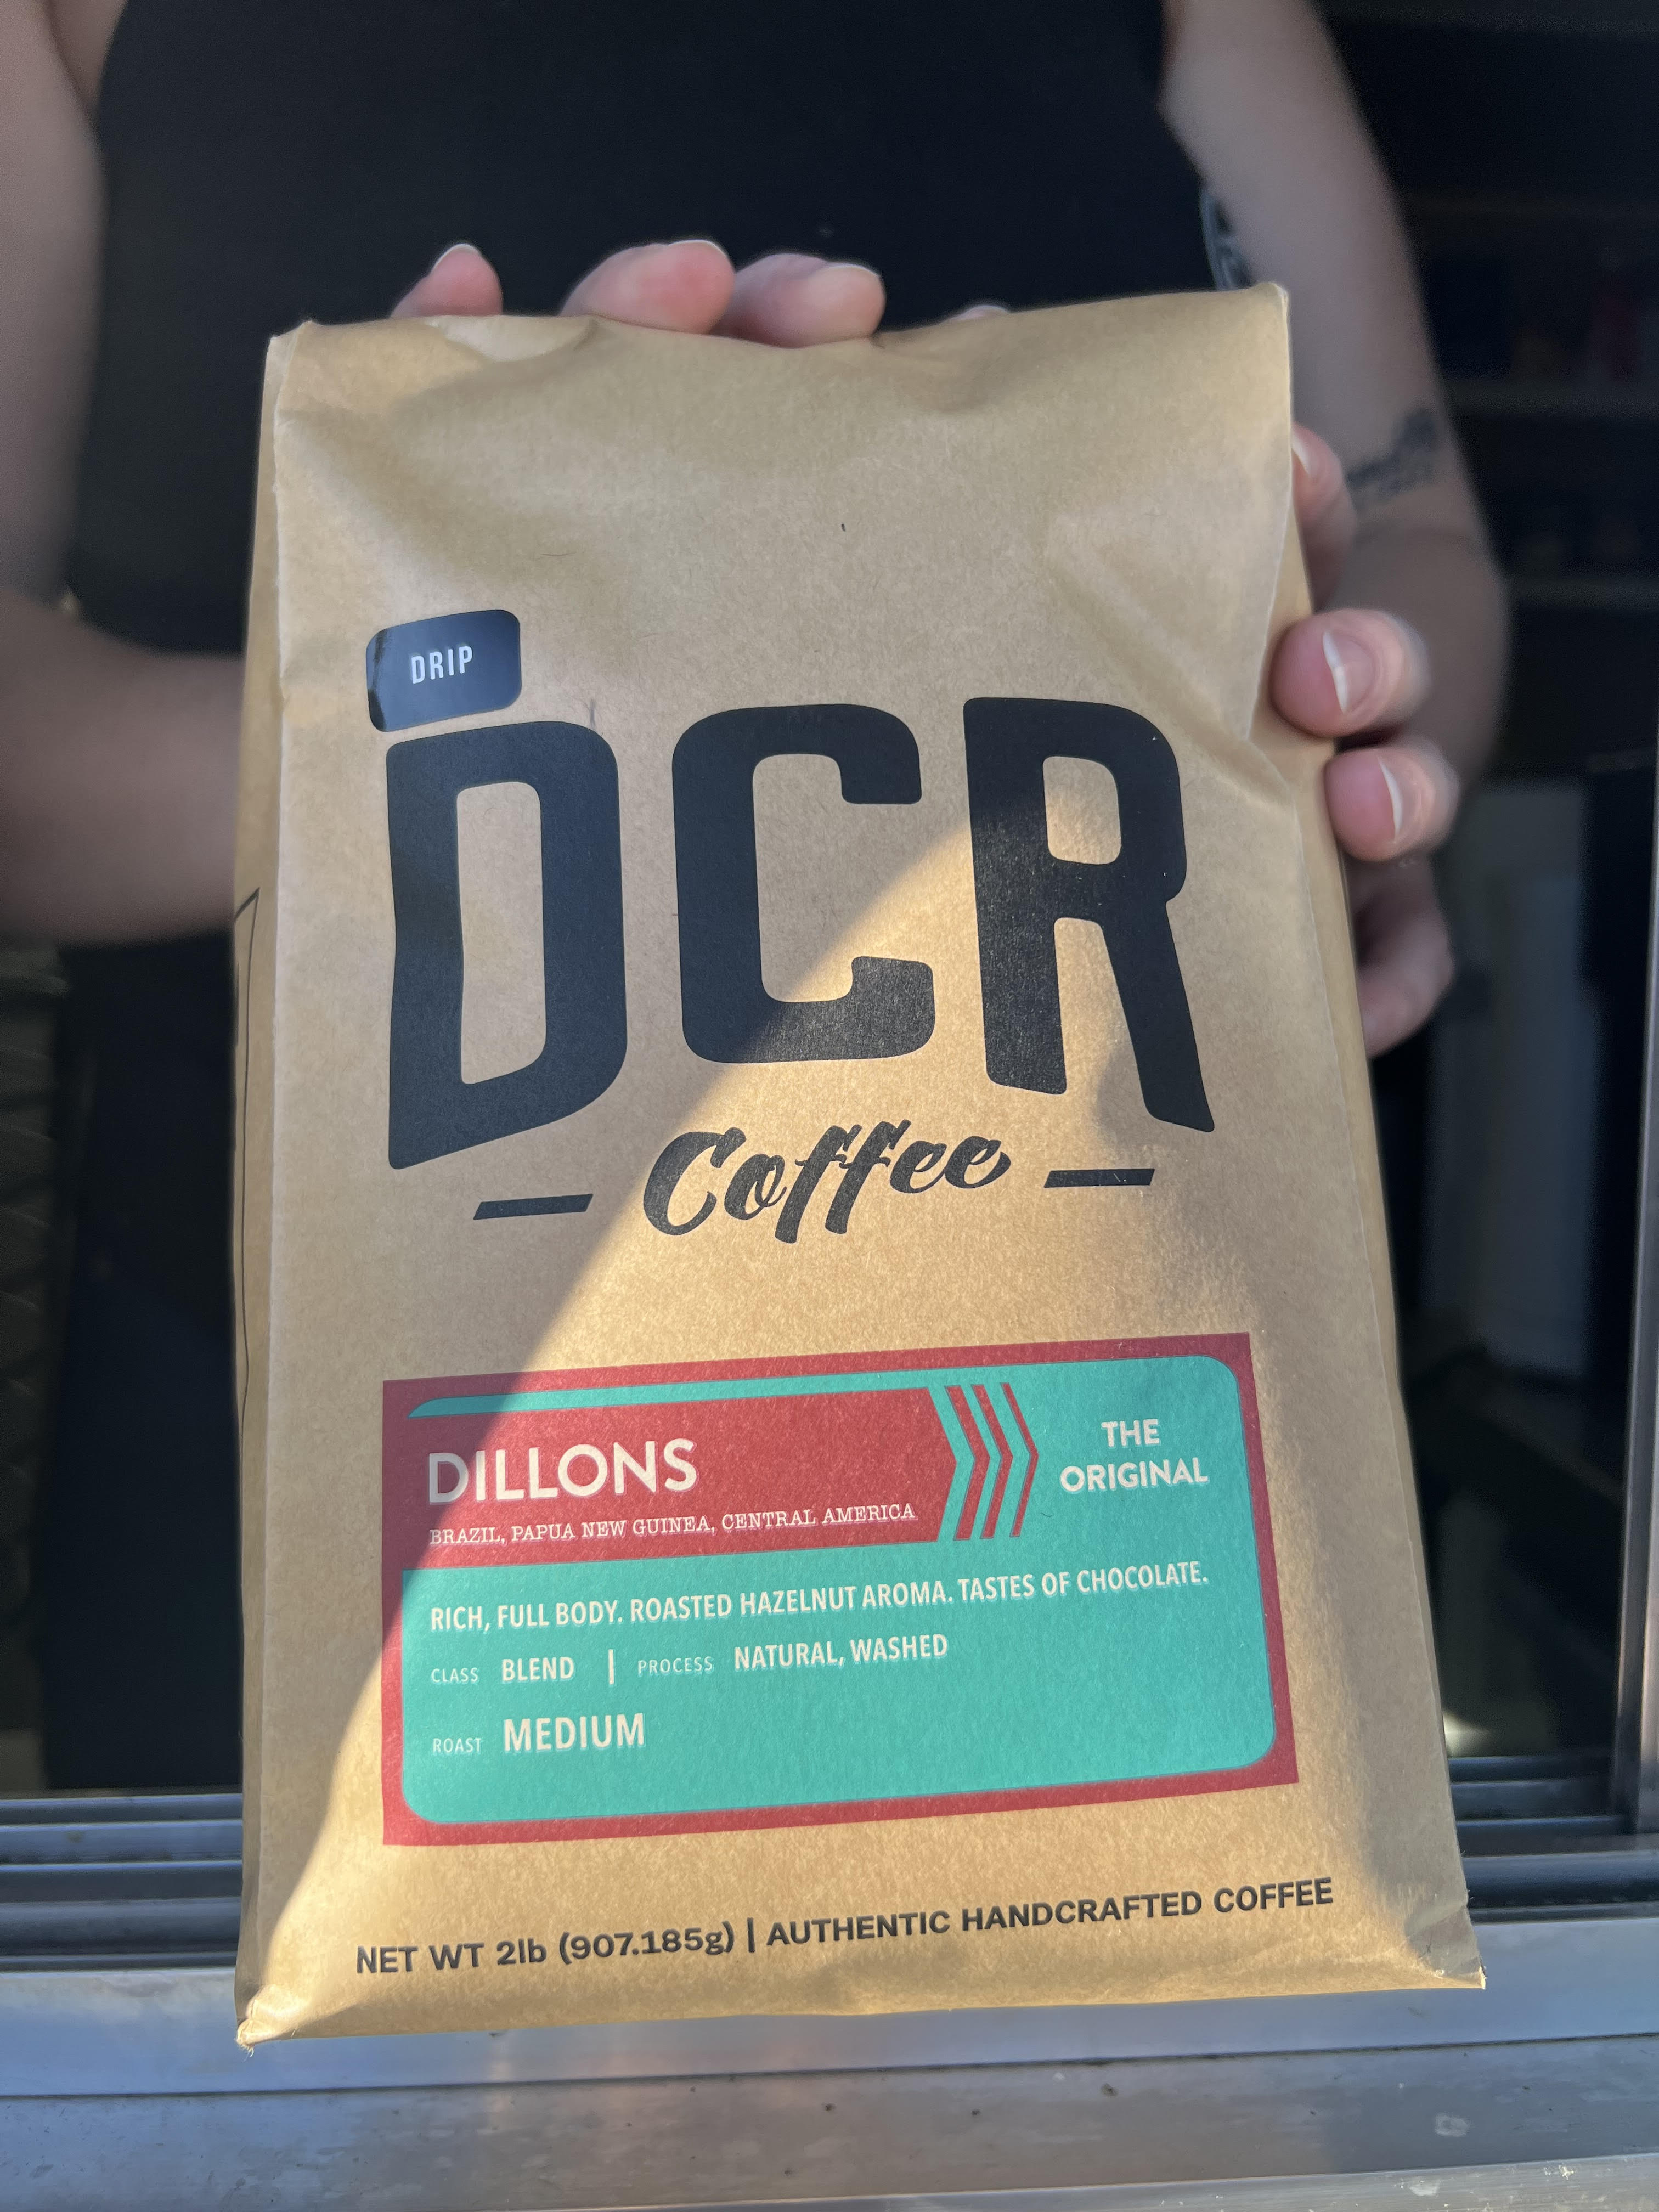 DRIP
DCR
Coffee
DILLONS
BRAZIL, PAPUA NEW GUINEA, CENTRAL AMERICA
THE
ORIGINAL
RICH, FULL BODY. ROASTED HAZELNUT AROMA. TASTES OF CHOCOLATE.
CLASS BLEND | PROCESS NATURAL, WASHED
ROAST MEDIUM
NET WT 2lb (907.185g) | AUTHENTIC HANDCRAFTED COFFEE